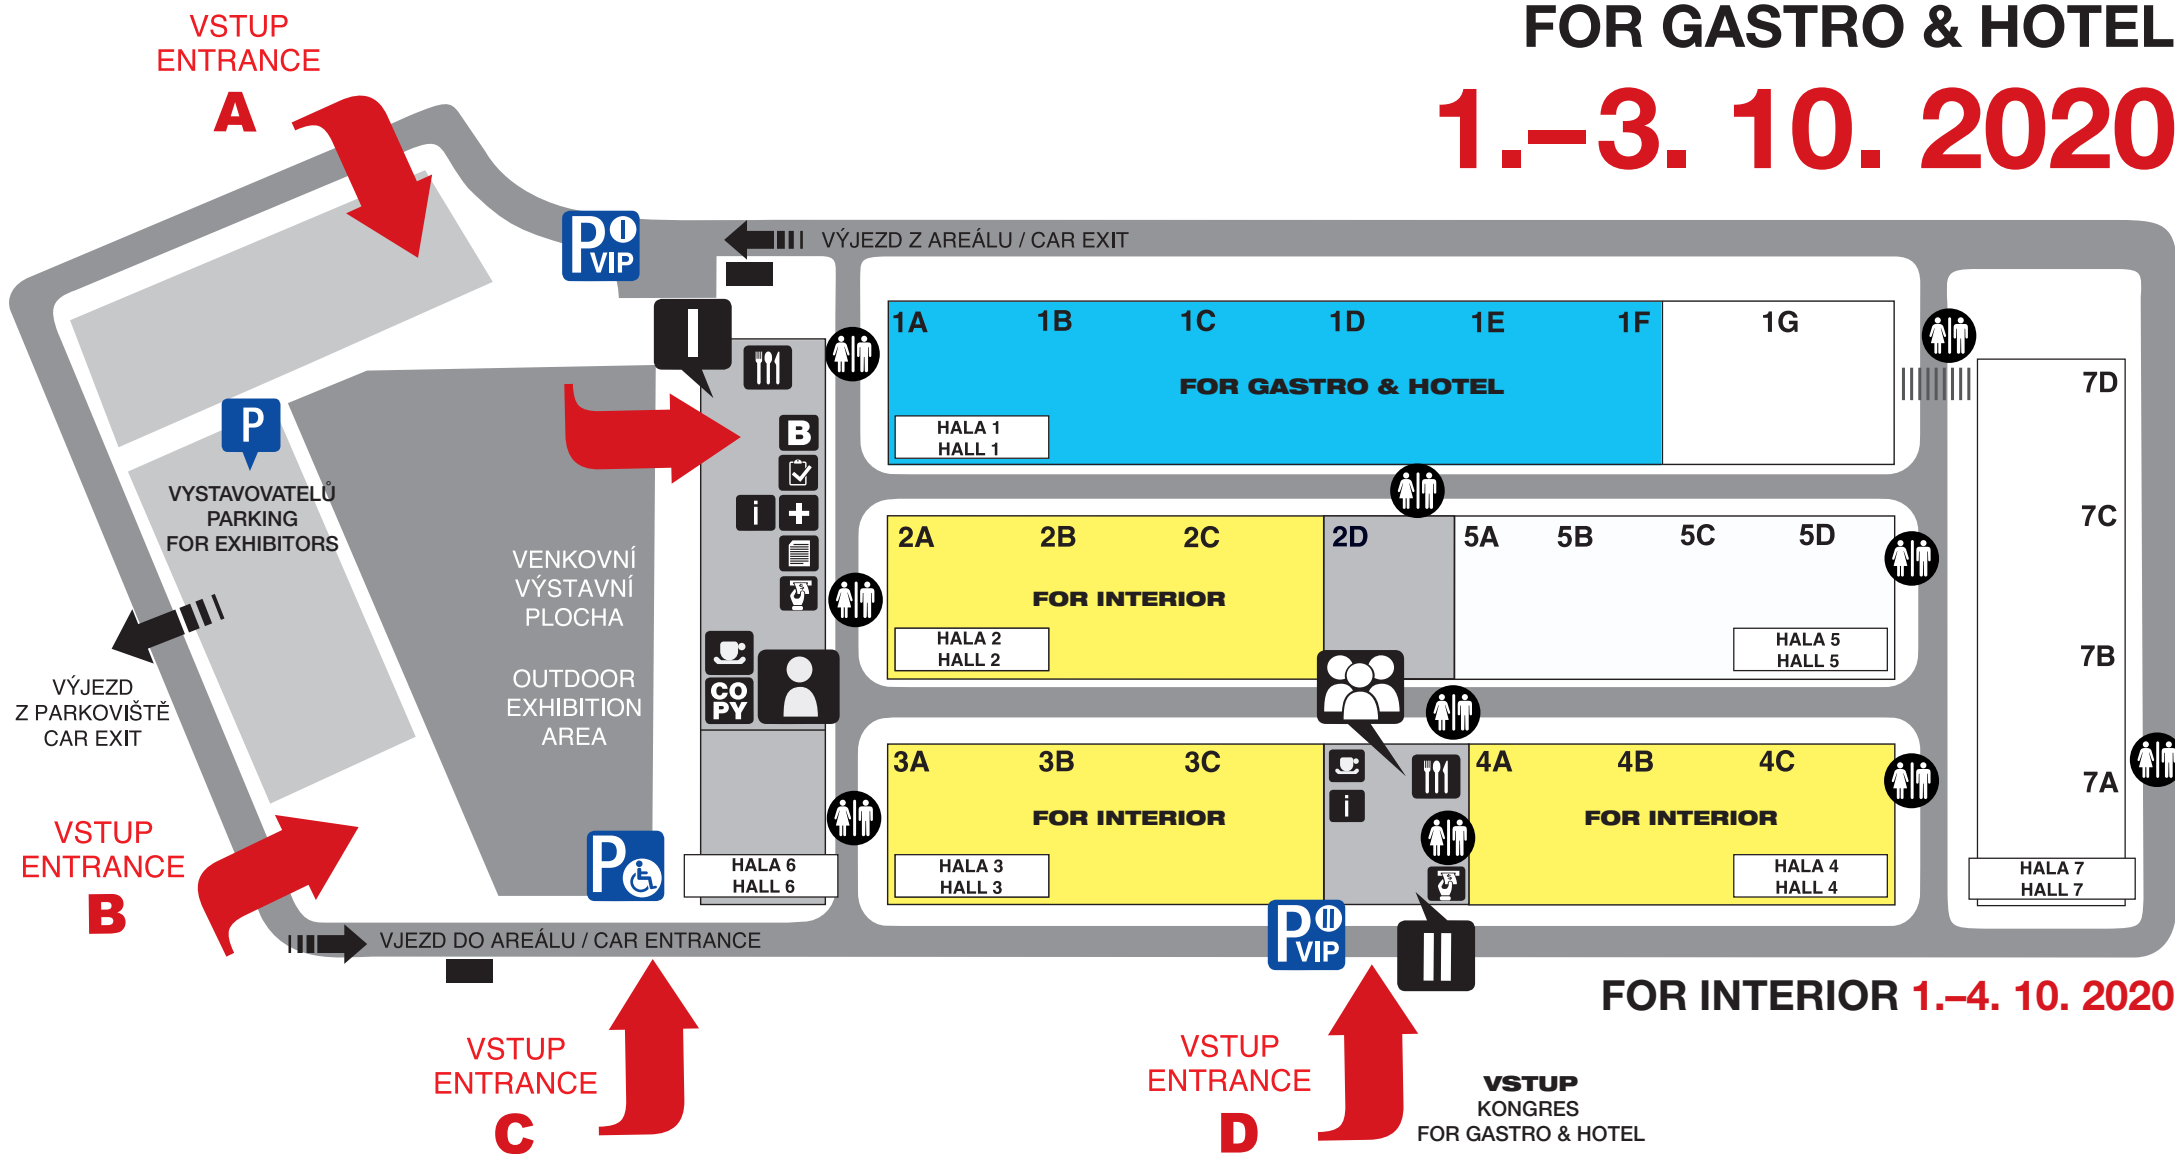 VSTUP
ENTRANCE
A
FOR GASTRO & HOTEL
1.–3. 10. 2020
P I
VIP
VÝJEZD Z AREÁLU / CAR EXIT
I
1A 1B 1C 1D 1E 1F 1G
FOR GASTRO & HOTEL
HALA 1
HALL 1
7D
7C
7B
7A
HALA 7
HALL 7
P
VYSTAVOVATELŮ
PARKING
FOR EXHIBITORS
B
i
VENKOVNÍ
VÝSTAVNÍ
PLOCHA
OUTDOOR
EXHIBITION
AREA
CO
PY
2A 2B 2C 2D 5A 5B 5C 5D
FOR INTERIOR
HALA 2
HALL 2
HALA 5
HALL 5
VÝJEZD
Z PARKOVIŠTĚ
CAR EXIT
3A 3B 3C 4A 4B 4C
i
FOR INTERIOR
FOR INTERIOR
HALA 3
HALL 3
HALA 4
HALL 4
VSTUP
ENTRANCE
B
P
HALA 6
HALL 6
VJEZD DO AREÁLU / CAR ENTRANCE
P II
VIP
II
FOR INTERIOR 1.–4. 10. 2020
VSTUP
ENTRANCE
C
VSTUP
ENTRANCE
D
VSTUP
KONGRES
FOR GASTRO & HOTEL